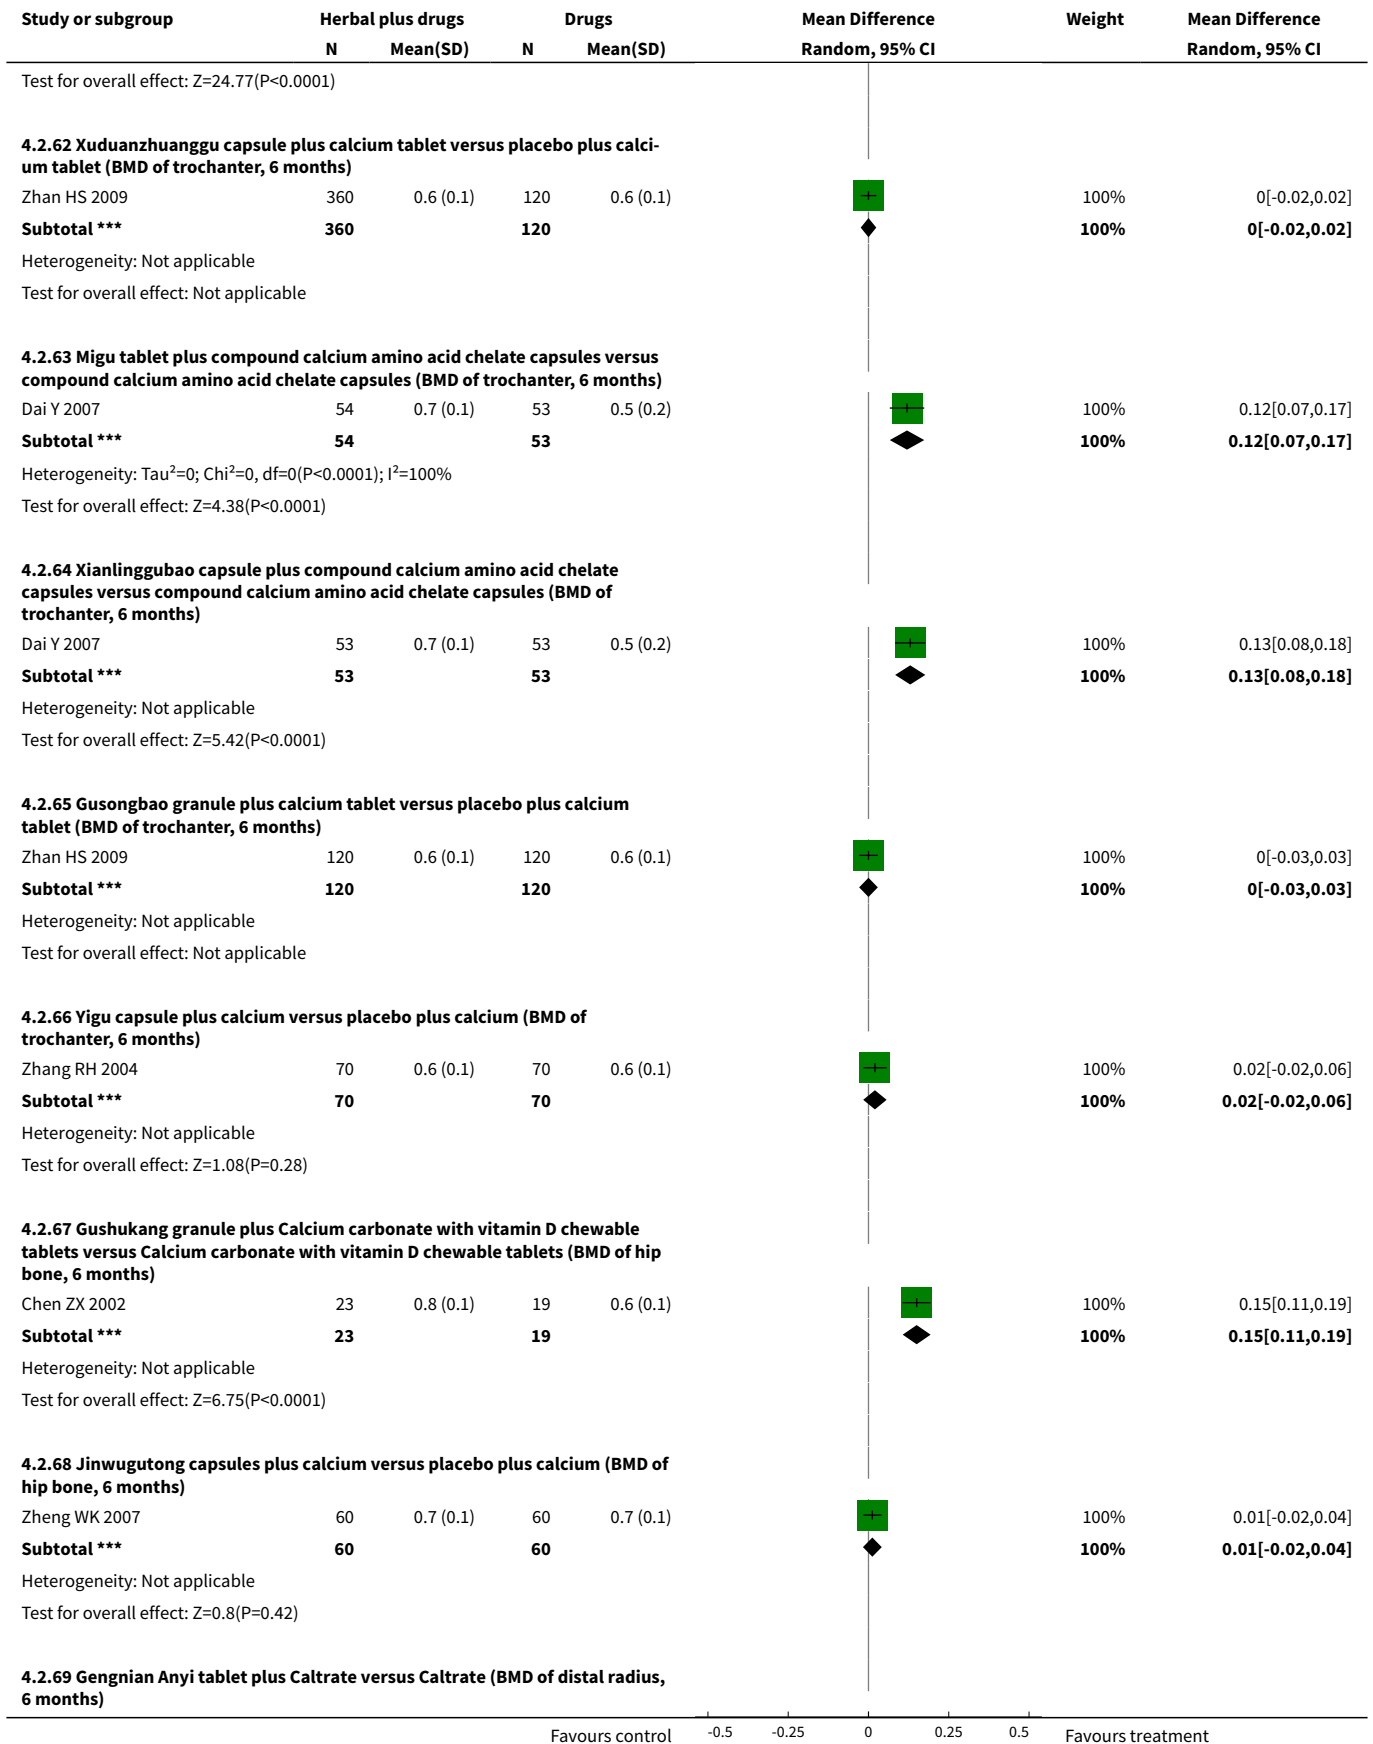 Study or subgroup Herbal plus drugs Drugs Mean Difference Weight Mean Difference
N Mean(SD) N Mean(SD) Random, 95% CI Random, 95% CI
Test for overall effect: Z=24.77(P<0.0001)
4.2.62 Xuduanzhuanggu capsule plus calcium tablet versus placebo plus calci-
um tablet (BMD of trochanter, 6 months)
Zhan HS 2009 360 0.6 (0.1) 120 0.6 (0.1) 100% 0[-0.02,0.02]
Subtotal *** 360 120 100% 0[-0.02,0.02]
Heterogeneity: Not applicable
Test for overall effect: Not applicable
4.2.63 Migu tablet plus compound calcium amino acid chelate capsules versus
compound calcium amino acid chelate capsules (BMD of trochanter, 6 months)
Dai Y 2007 54 0.7 (0.1) 53 0.5 (0.2) 100% 0.12[0.07,0.17]
Subtotal *** 54 53 100% 0.12[0.07,0.17]
Heterogeneity: Tau²=0; Chi²=0, df=0(P<0.0001); I²=100%
Test for overall effect: Z=4.38(P<0.0001)
4.2.64 Xianlinggubao capsule plus compound calcium amino acid chelate
capsules versus compound calcium amino acid chelate capsules (BMD of
trochanter, 6 months)
Dai Y 2007 53 0.7 (0.1) 53 0.5 (0.2) 100% 0.13[0.08,0.18]
Subtotal *** 53 53 100% 0.13[0.08,0.18]
Heterogeneity: Not applicable
Test for overall effect: Z=5.42(P<0.0001)
4.2.65 Gusongbao granule plus calcium tablet versus placebo plus calcium
tablet (BMD of trochanter, 6 months)
Zhan HS 2009 120 0.6 (0.1) 120 0.6 (0.1) 100% 0[-0.03,0.03]
Subtotal *** 120 120 100% 0[-0.03,0.03]
Heterogeneity: Not applicable
Test for overall effect: Not applicable
4.2.66 Yigu capsule plus calcium versus placebo plus calcium (BMD of
trochanter, 6 months)
Zhang RH 2004 70 0.6 (0.1) 70 0.6 (0.1) 100% 0.02[-0.02,0.06]
Subtotal *** 70 70 100% 0.02[-0.02,0.06]
Heterogeneity: Not applicable
Test for overall effect: Z=1.08(P=0.28)
4.2.67 Gushukang granule plus Calcium carbonate with vitamin D chewable
tablets versus Calcium carbonate with vitamin D chewable tablets (BMD of hip
bone, 6 months)
Chen ZX 2002 23 0.8 (0.1) 19 0.6 (0.1) 100% 0.15[0.11,0.19]
Subtotal *** 23 19 100% 0.15[0.11,0.19]
Heterogeneity: Not applicable
Test for overall effect: Z=6.75(P<0.0001)
4.2.68 Jinwugutong capsules plus calcium versus placebo plus calcium (BMD of
hip bone, 6 months)
Zheng WK 2007 60 0.7 (0.1) 60 0.7 (0.1) 100% 0.01[-0.02,0.04]
Subtotal *** 60 60 100% 0.01[-0.02,0.04]
Heterogeneity: Not applicable
Test for overall effect: Z=0.8(P=0.42)
4.2.69 Gengnian Anyi tablet plus Caltrate versus Caltrate (BMD of distal radius,
6 months)
Favours control -0.5 -0.25 0 0.25 0.5 Favours treatment